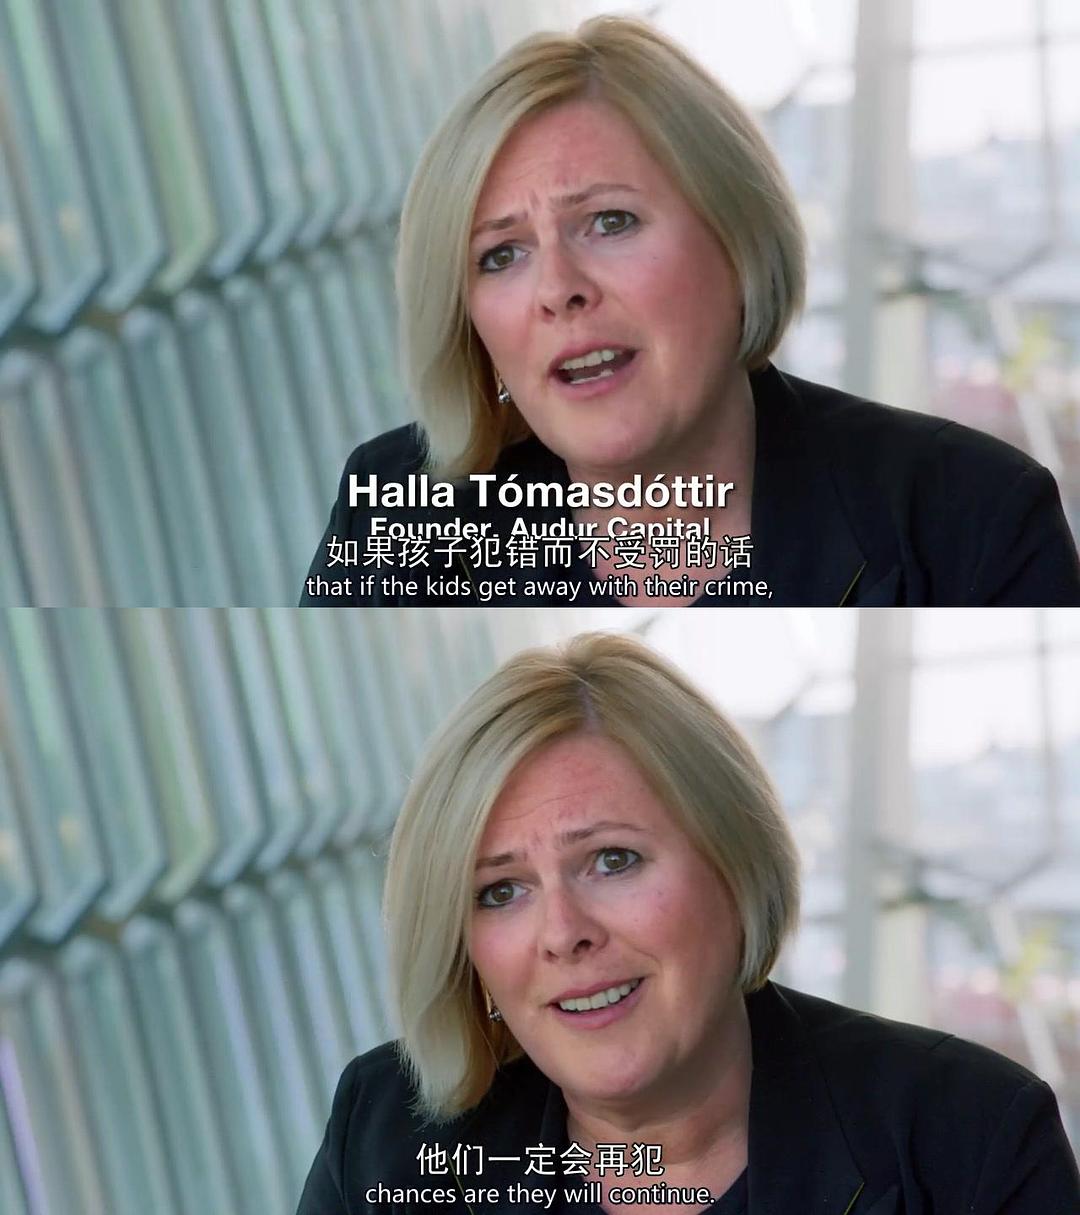 Halla Tómasdóttir
Founder, Audur Capital
如果孩子犯错而不受罚的话
that if the kids get away with their crime,
他们一定会再犯
chances are they will continue.